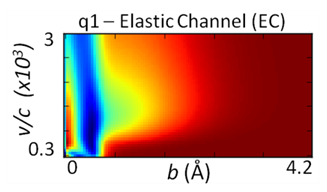 q1 – Elastic Channel (EC)
3
v/c (x10³)
0.3
0
b (Å)
4.2